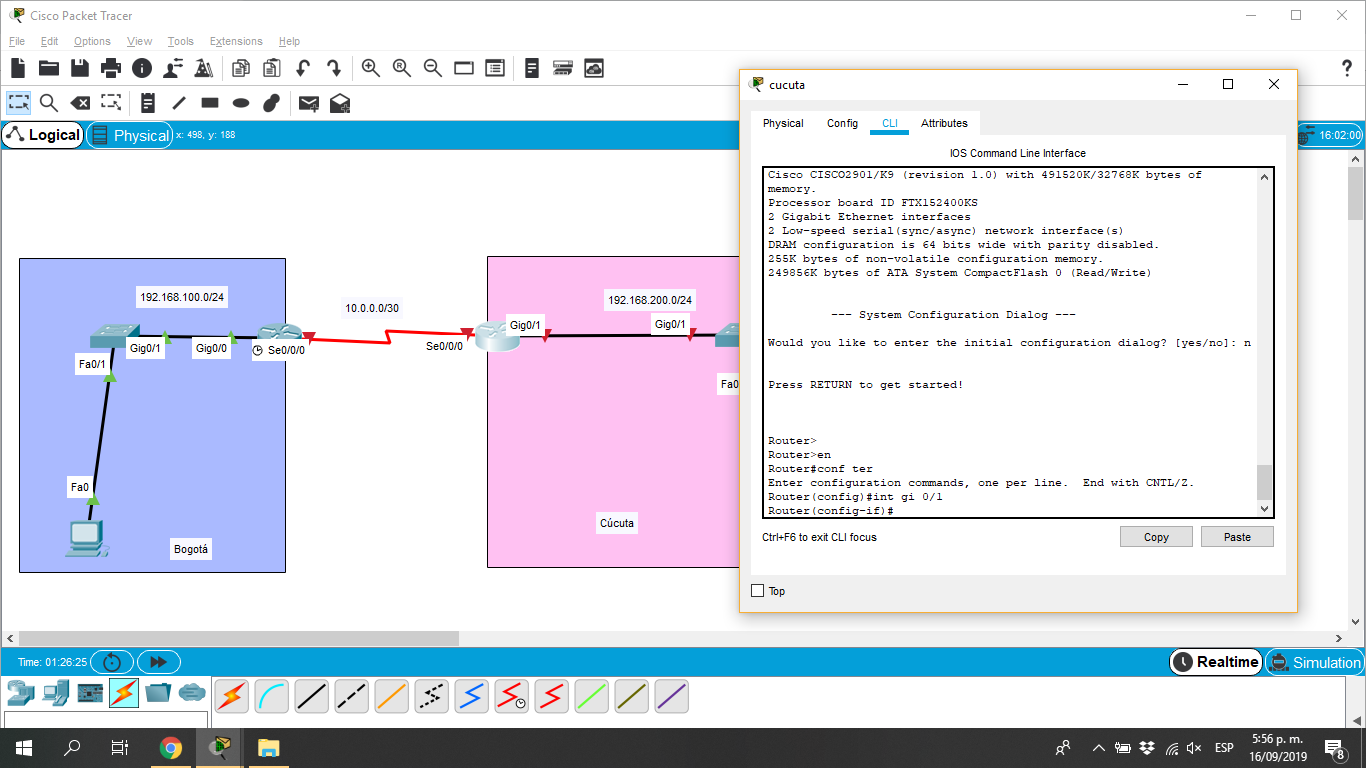 Cisco Packet Tracer
File Edit Options View Tools Extensions Help
Logical
Physical
x: 498, y: 188
16:02:00
192.168.100.0/24
Gig0/1
Gig0/0
Se0/0/0
Fa0/1
Fa0
Bogotá
10.0.0.0/30
Se0/0/0
Gig0/1
192.168.200.0/24
Gig0/1
Fa0
Cúcuta
cucuta
Physical Config CLI Attributes
IOS Command Line Interface
Cisco CISCO2901/K9 (revision 1.0) with 491520K/32768K bytes of
memory.
Processor board ID FTX152400KS
2 Gigabit Ethernet interfaces
2 Low-speed serial(sync/async) network interface(s)
DRAM configuration is 64 bits wide with parity disabled.
255K bytes of non-volatile configuration memory.
249856K bytes of ATA System CompactFlash 0 (Read/Write)
--- System Configuration Dialog ---
Would you like to enter the initial configuration dialog? [yes/no]: n
Press RETURN to get started!
Router>
Router>en
Router#conf ter
Enter configuration commands, one per line.  End with CNTL/Z.
Router(config)#int gi 0/1
Router(config-if)#
Ctrl+F6 to exit CLI focus
Copy
Paste
Top
Time: 01:26:25
Realtime
Simulation
ESP
5:56 p. m.
16/09/2019
8